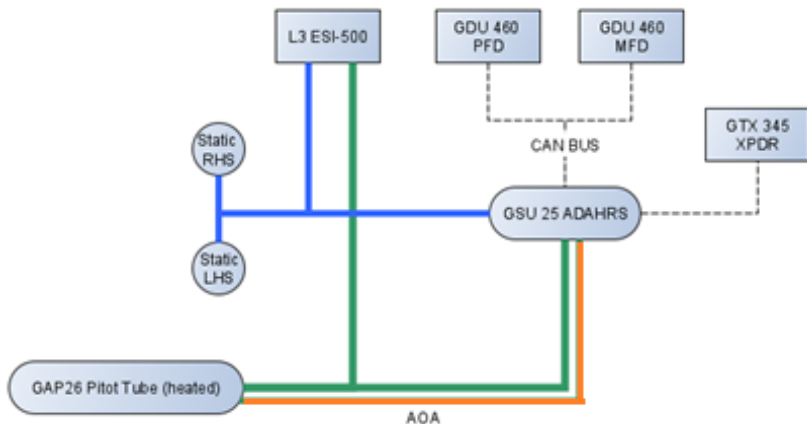 L3 ESI-500
GDU 460
PFD
GDU 460
MFD
GTX 345
XPDR
CAN BUS
Static
RHS
GSU 25 ADAHRS
Static
LHS
GAP26 Pitot Tube (heated)
AOA